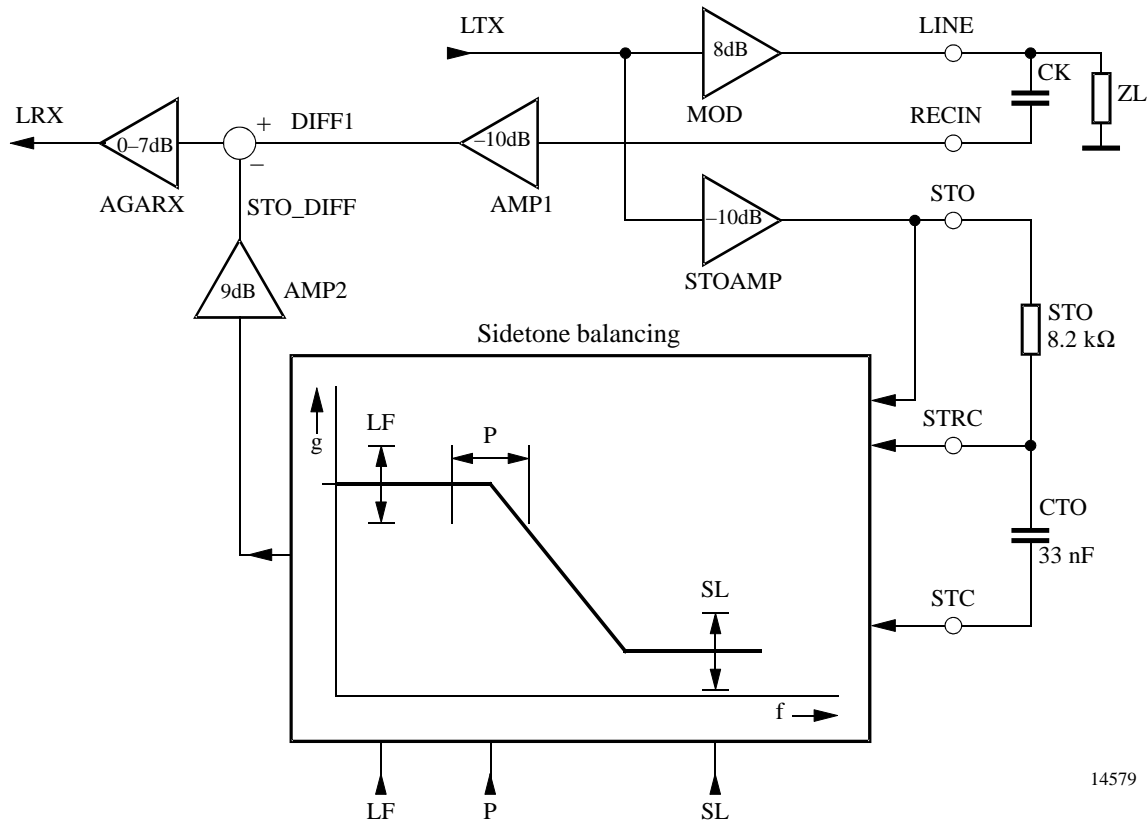 LTX
8dB
MOD
LINE
CK
ZL
LRX
0–7dB
AGARX
+
–
DIFF1
–10dB
AMP1
RECIN
STO_DIFF
–10dB
STOAMP
STO
9dB
AMP2
STO
8.2 kΩ
Sidetone balancing
g
LF
P
STRC
CTO
33 nF
SL
STC
f
LF
P
SL
14579